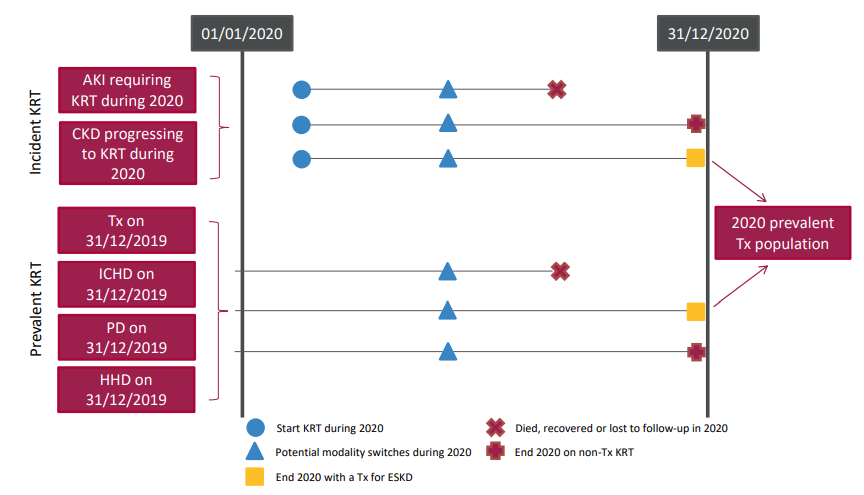 01/01/2020
31/12/2020
Incident KRT
AKI requiring
KRT during 2020
CKD progressing
to KRT during
2020
2020 prevalent
Tx population
Prevalent KRT
Tx on
31/12/2019
ICHD on
31/12/2019
PD on
31/12/2019
HHD on
31/12/2019
Start KRT during 2020
Died, recovered or lost to follow-up in 2020
Potential modality switches during 2020
End 2020 on non-Tx KRT
End 2020 with a Tx for ESKD